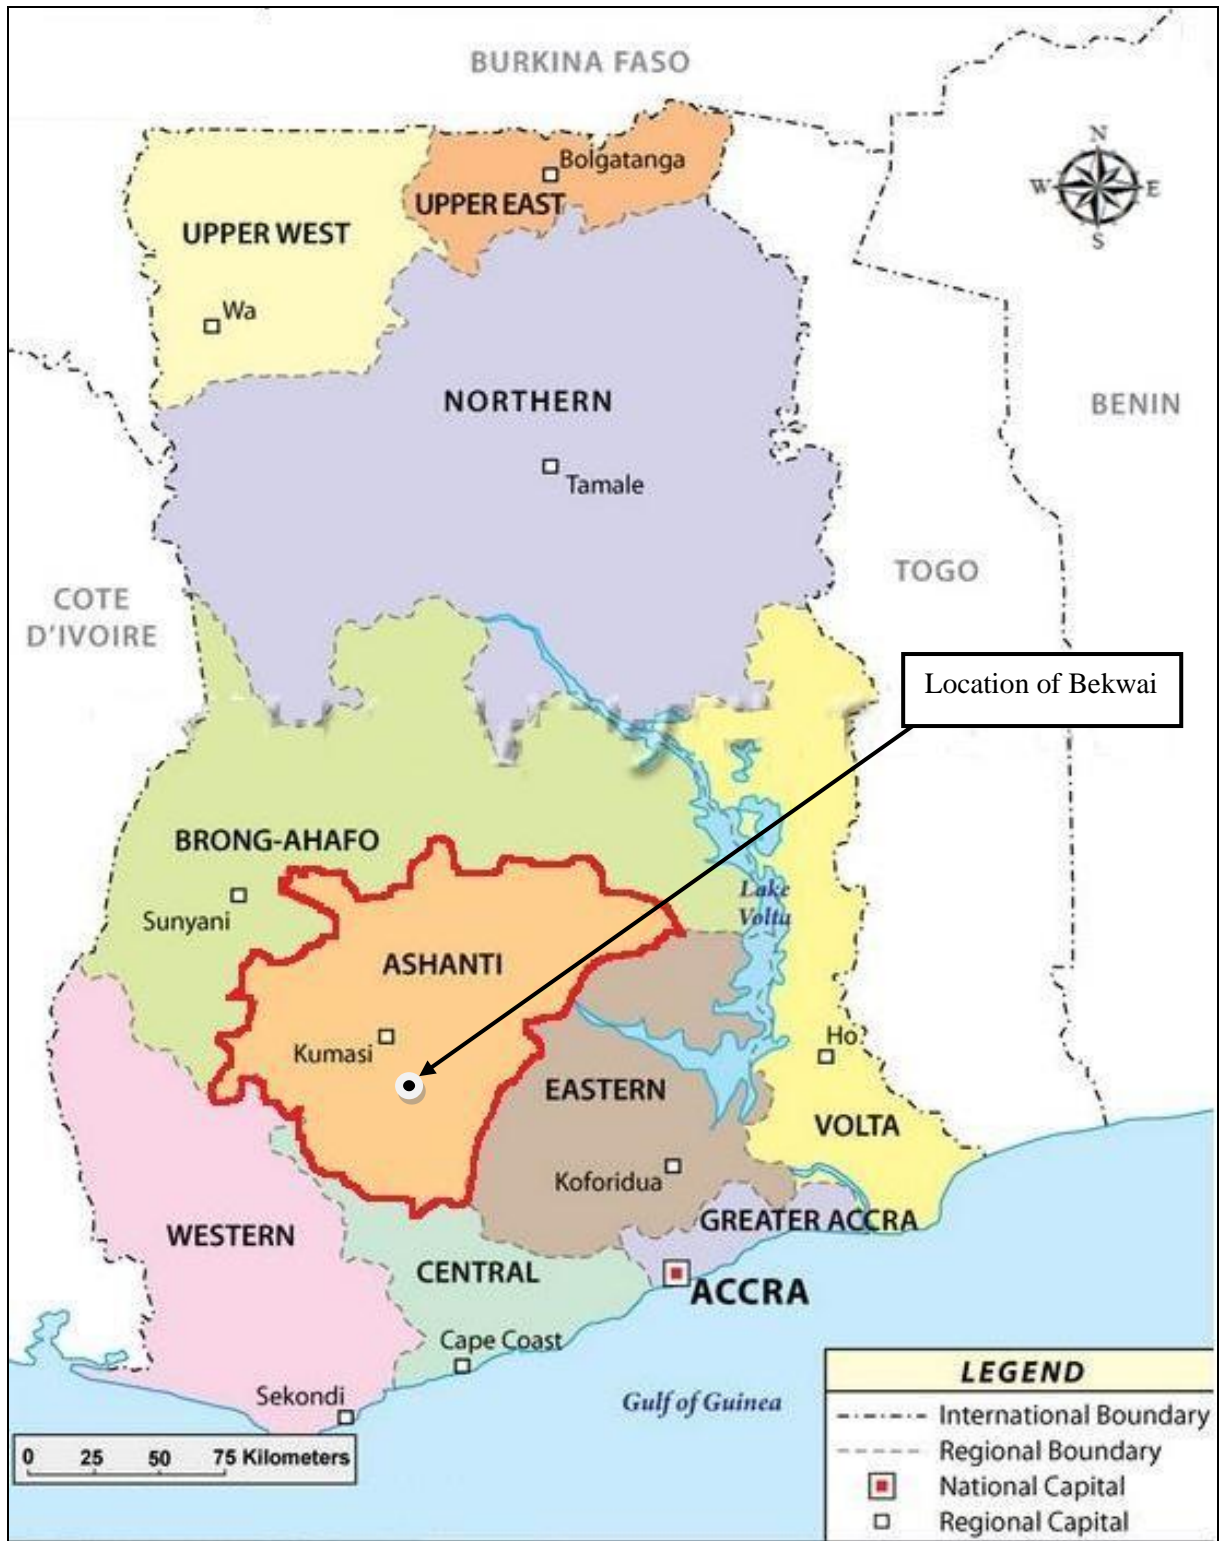 BURKINA FASO
N
W
E
S
Bolgatanga
UPPER EAST
UPPER WEST
Wa
NORTHERN
BENIN
Tamale
TOGO
COTE
D'IVOIRE
Location of Bekwai
BRONG-AHAFO
Lake
Volta
Sunyani
ASHANTI
Kumasi
Ho
EASTERN
VOLTA
Koforidua
GREATER ACCRA
WESTERN
CENTRAL
ACCRA
Cape Coast
Sekondi
Gulf of Guinea
LEGEND
International Boundary
Regional Boundary
National Capital
Regional Capital
0 25 50 75 Kilometers